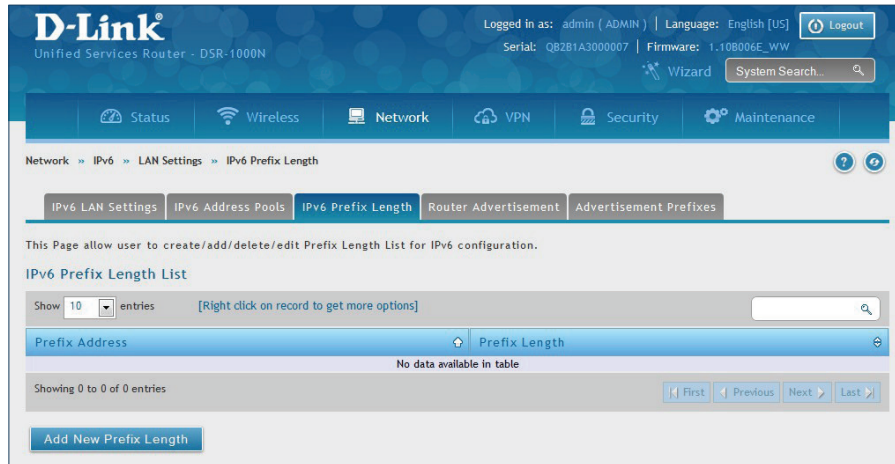 D-Link®
Unified Services Router - DSR-1000N
Logged in as: admin ( ADMIN ) | Language: English [US]
Logout
Serial: QB2B1A3000007 | Firmware: 1.10B006E_WW
Wizard
System Search...
Status
Wireless
Network
VPN
Security
Maintenance
Network » IPv6 » LAN Settings » IPv6 Prefix Length
IPv6 LAN Settings
IPv6 Address Pools
IPv6 Prefix Length
Router Advertisement
Advertisement Prefixes
This Page allow user to create/add/delete/edit Prefix Length List for IPv6 configuration.
IPv6 Prefix Length List
Show 10 entries [Right click on record to get more options]
Prefix Address
Prefix Length
No data available in table
Showing 0 to 0 of 0 entries
First
Previous
Next
Last
Add New Prefix Length